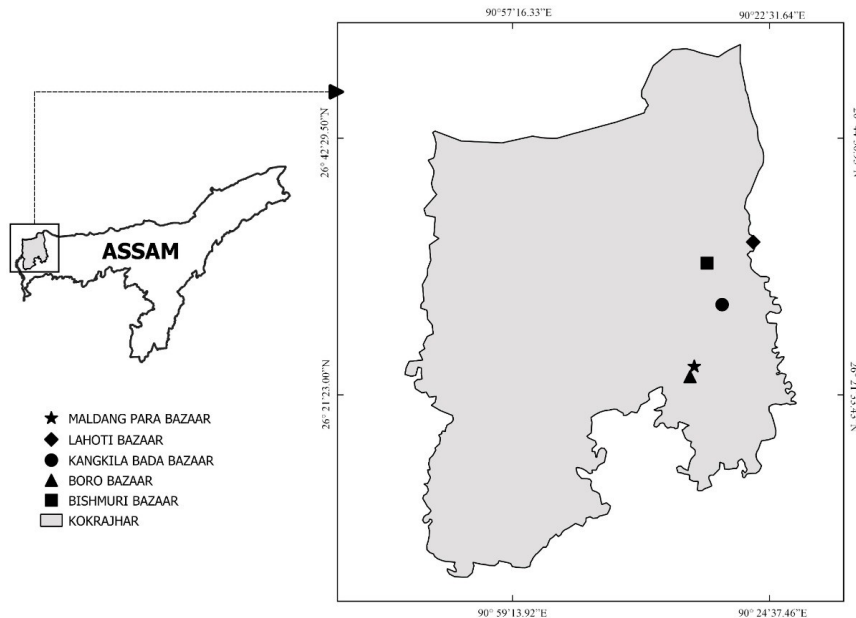 90° 57'16.33"E
90° 22'31.64"E
26° 42'29.50"N
ASSAM
26° 21'23.00"N
MALDANG PARA BAZAAR
LAHOTI BAZAAR
KANGKILA BADA BAZAAR
BORO BAZAAR
BISHMURI BAZAAR
KOKRAJHAR
90° 59'13.92"E
90° 24'37.46"E